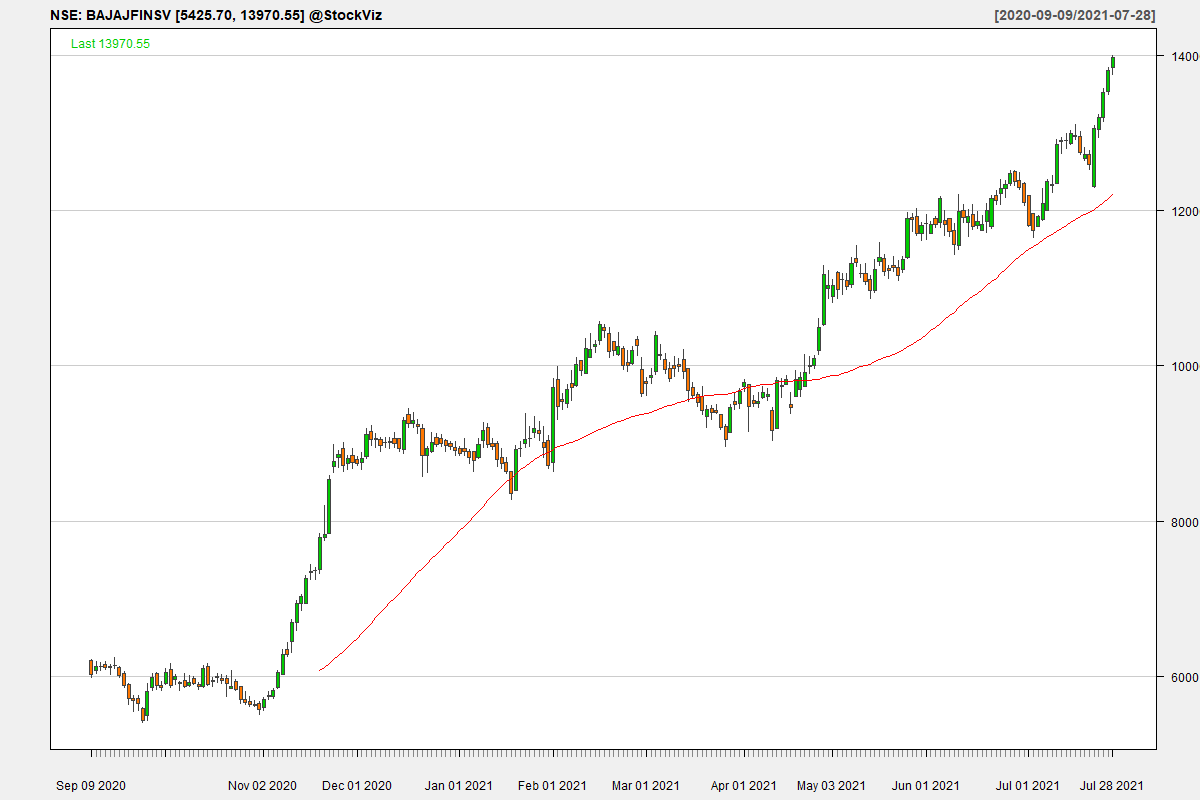 NSE: BAJAJFINSV [5425.70, 13970.55] @StockViz [2020-09-09/2021-07-28]
Last 13970.55
1400
1200
1000
8000
6000
Sep 09 2020 Nov 02 2020 Dec 01 2020 Jan 01 2021 Feb 01 2021 Mar 01 2021 Apr 01 2021 May 03 2021 Jun 01 2021 Jul 01 2021 Jul 28 2021